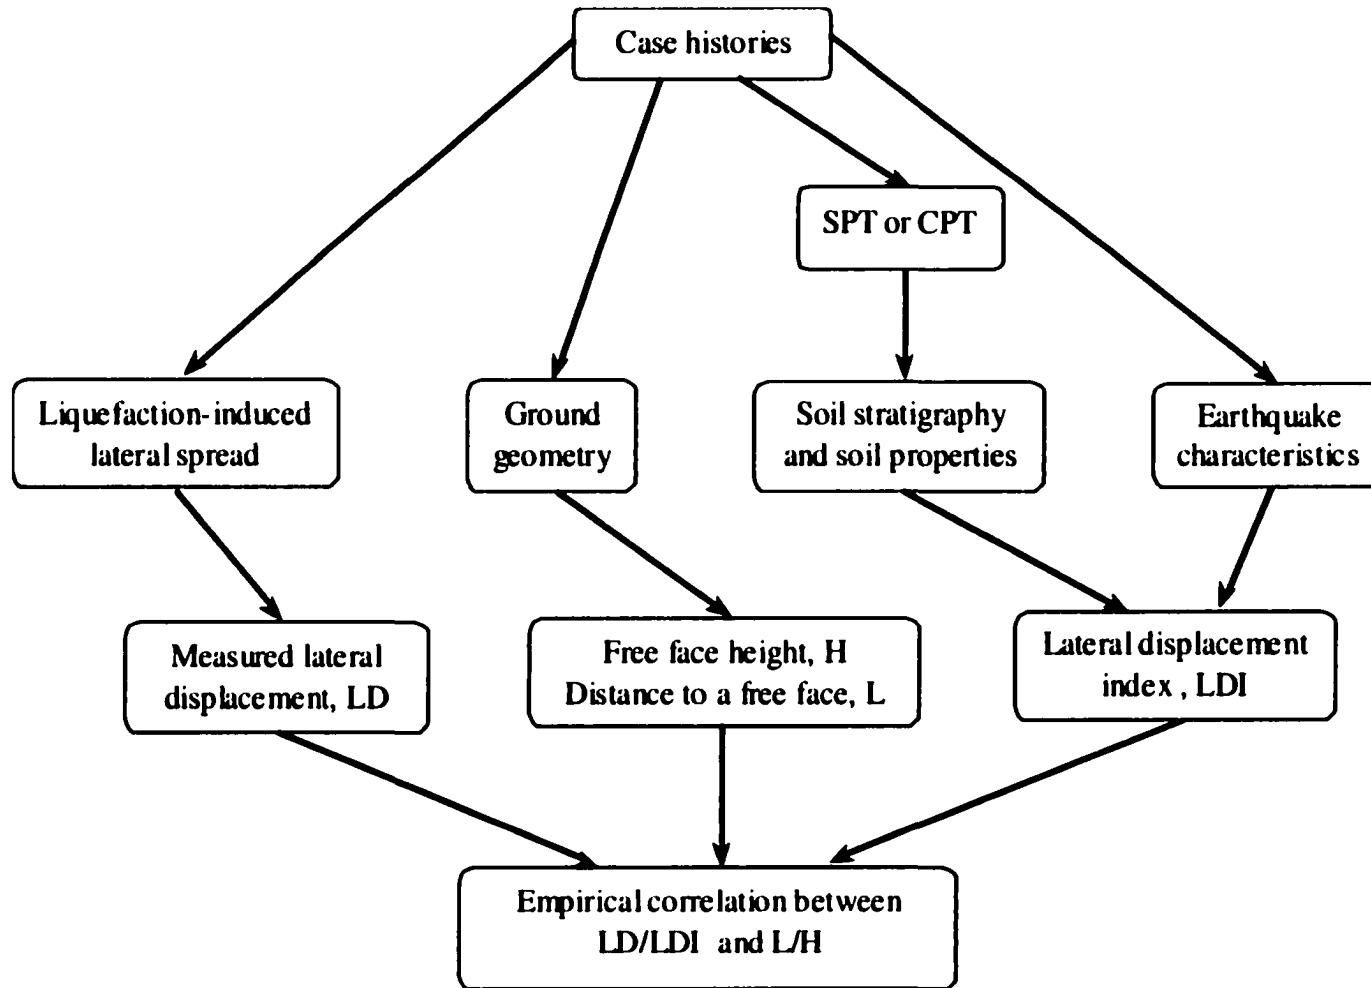 Case histories
SPT or CPT
Liquefaction-induced
lateral spread
Ground
geometry
Soil stratigraphy
and soil properties
Earthquake
characteristics
Measured lateral
displacement, LD
Free face height, H
Distance to a free face, L
Lateral displacement
index , LDI
Empirical correlation between
LD/LDI and L/H